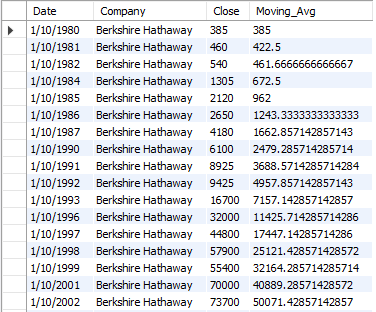 Date Company Close Moving_Avg
1/10/1980 Berkshire Hathaway 385 385
1/10/1981 Berkshire Hathaway 460 422.5
1/10/1982 Berkshire Hathaway 540 461.6666666666667
1/10/1984 Berkshire Hathaway 1305 672.5
1/10/1985 Berkshire Hathaway 2120 962
1/10/1986 Berkshire Hathaway 2650 1243.3333333333333
1/10/1987 Berkshire Hathaway 4180 1662.857142857143
1/10/1990 Berkshire Hathaway 6100 2479.285714285714
1/10/1991 Berkshire Hathaway 8925 3688.5714285714284
1/10/1992 Berkshire Hathaway 9425 4957.857142857143
1/10/1993 Berkshire Hathaway 16700 7157.142857142857
1/10/1996 Berkshire Hathaway 32000 11425.714285714286
1/10/1997 Berkshire Hathaway 44800 17447.14285714286
1/10/1998 Berkshire Hathaway 57900 25121.428571428572
1/10/1999 Berkshire Hathaway 55400 32164.285714285714
1/10/2001 Berkshire Hathaway 70000 40889.28571428572
1/10/2002 Berkshire Hathaway 73700 50071.42857142857